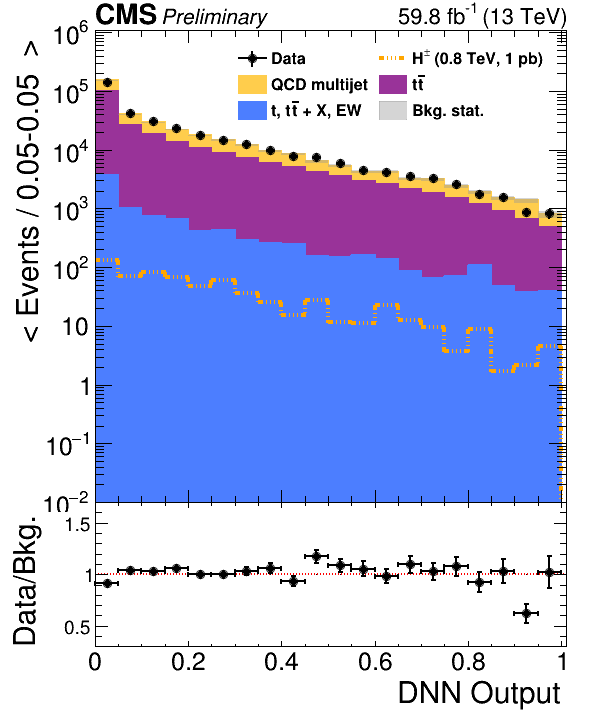 CMS Preliminary 59.8 fb⁻¹ (13 TeV)
< Events / 0.05-0.05 >
10⁶
10⁵
10⁴
10³
10²
10
1
10⁻¹
10⁻²
Data
H± (0.8 TeV, 1 pb)
QCD multijet
tt̄
t, tt̄ + X, EW
Bkg. stat.
Data/Bkg.
1.5
1
0.5
0 0.2 0.4 0.6 0.8 1
DNN Output